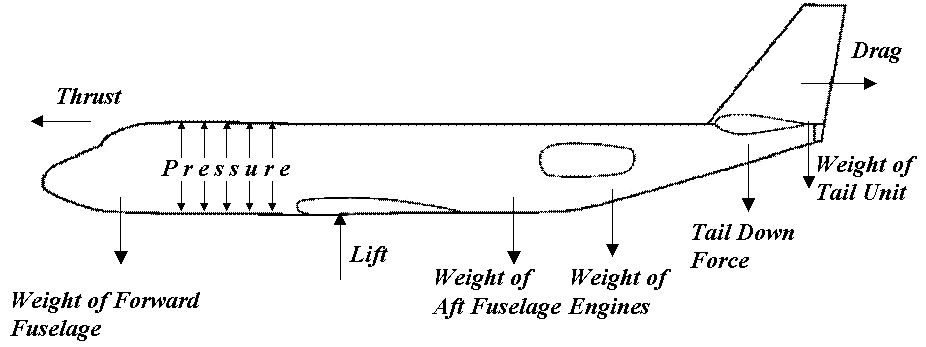 Drag
Thrust
Pressure
Weight of
Tail Unit
Tail Down
Force
Lift
Weight of
Aft Fuselage
Weight of
Engines
Weight of Forward
Fuselage